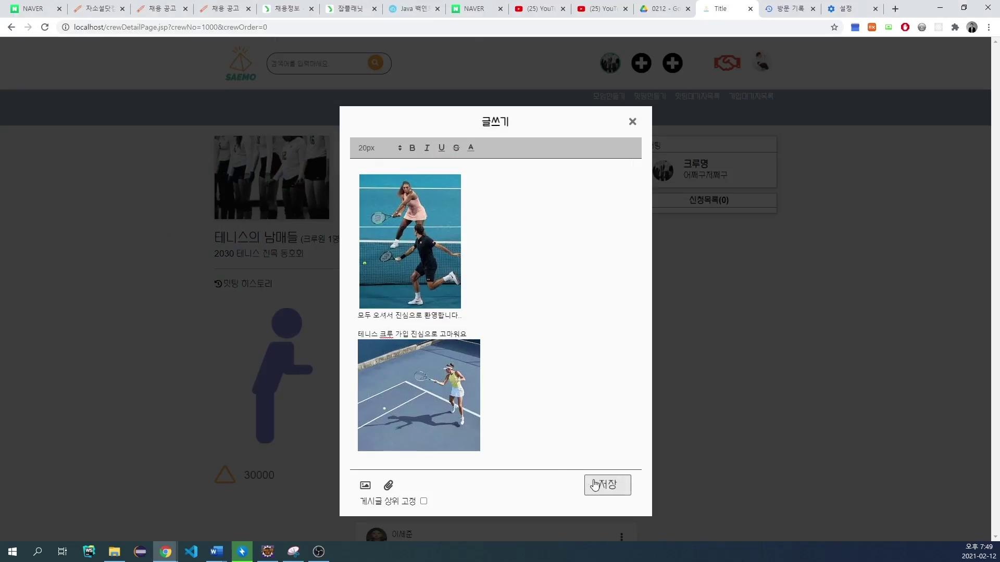 NAVER
자소설닷컴
채용 공고
채용 공고
채용정보 -
잡플래닛
Java 백엔드
NAVER
(25) YouTu
(25) YouTu
0212 - Go
Title
방문 기록
설정
localhost/crewDetailPage.jsp?crewNo=1000&crewOrder=0
검색어를 입력하세요.
SAEMO
모임만들기 밋팅만들기 밋팅대기자목록 가입대기자목록
글쓰기
20px
B I U S A
크루명
어쩌구저쩌구
신청목록(0)
테니스의 남매들 (크루원 1명
2030 테니스 친목 동호회
밋팅 히스토리
30000
모두 오셔서 진심으로 환영합니다..
테니스 크루 가입 진심으로 고마워요
저장
게시글 상위 고정
이세준
오후 7:49
2021-02-12